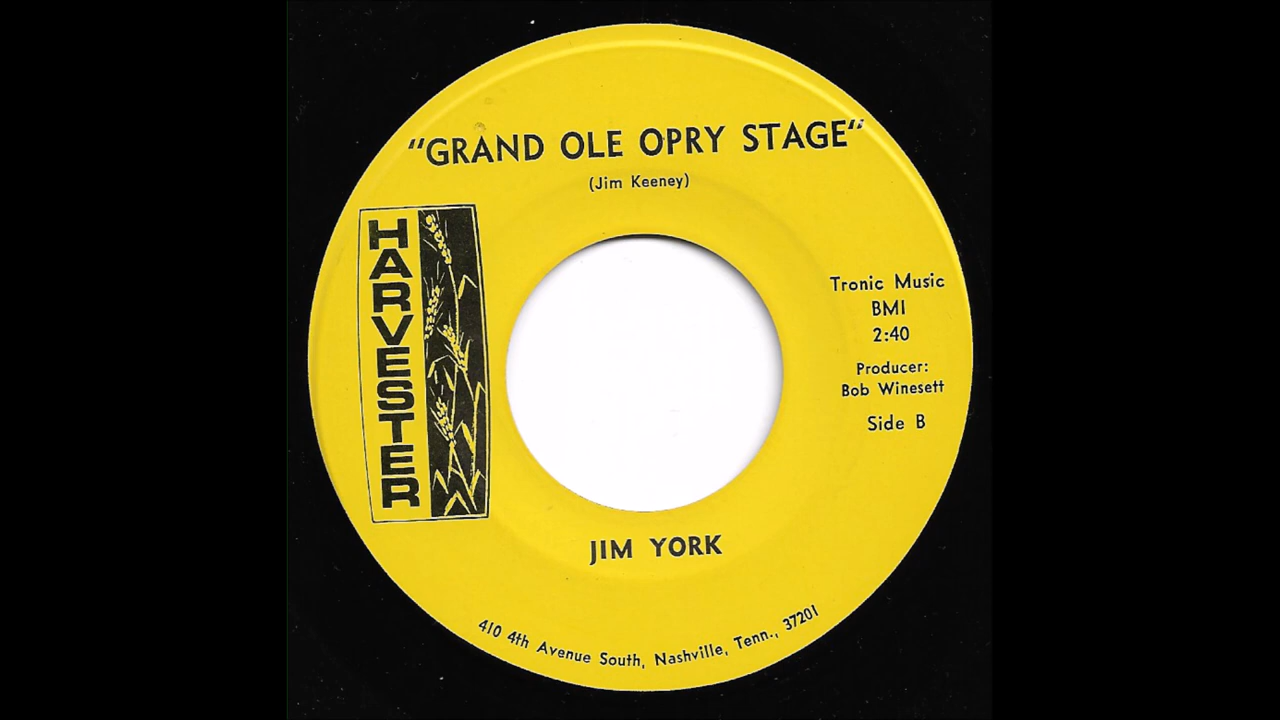 "GRAND OLE OPRY STAGE"
(Jim Keeney)
HARVESTER
Tronic Music
BMI
2:40
Producer:
Bob Winesett
Side B
JIM YORK
410 4th Avenue South, Nashville, Tenn., 37201